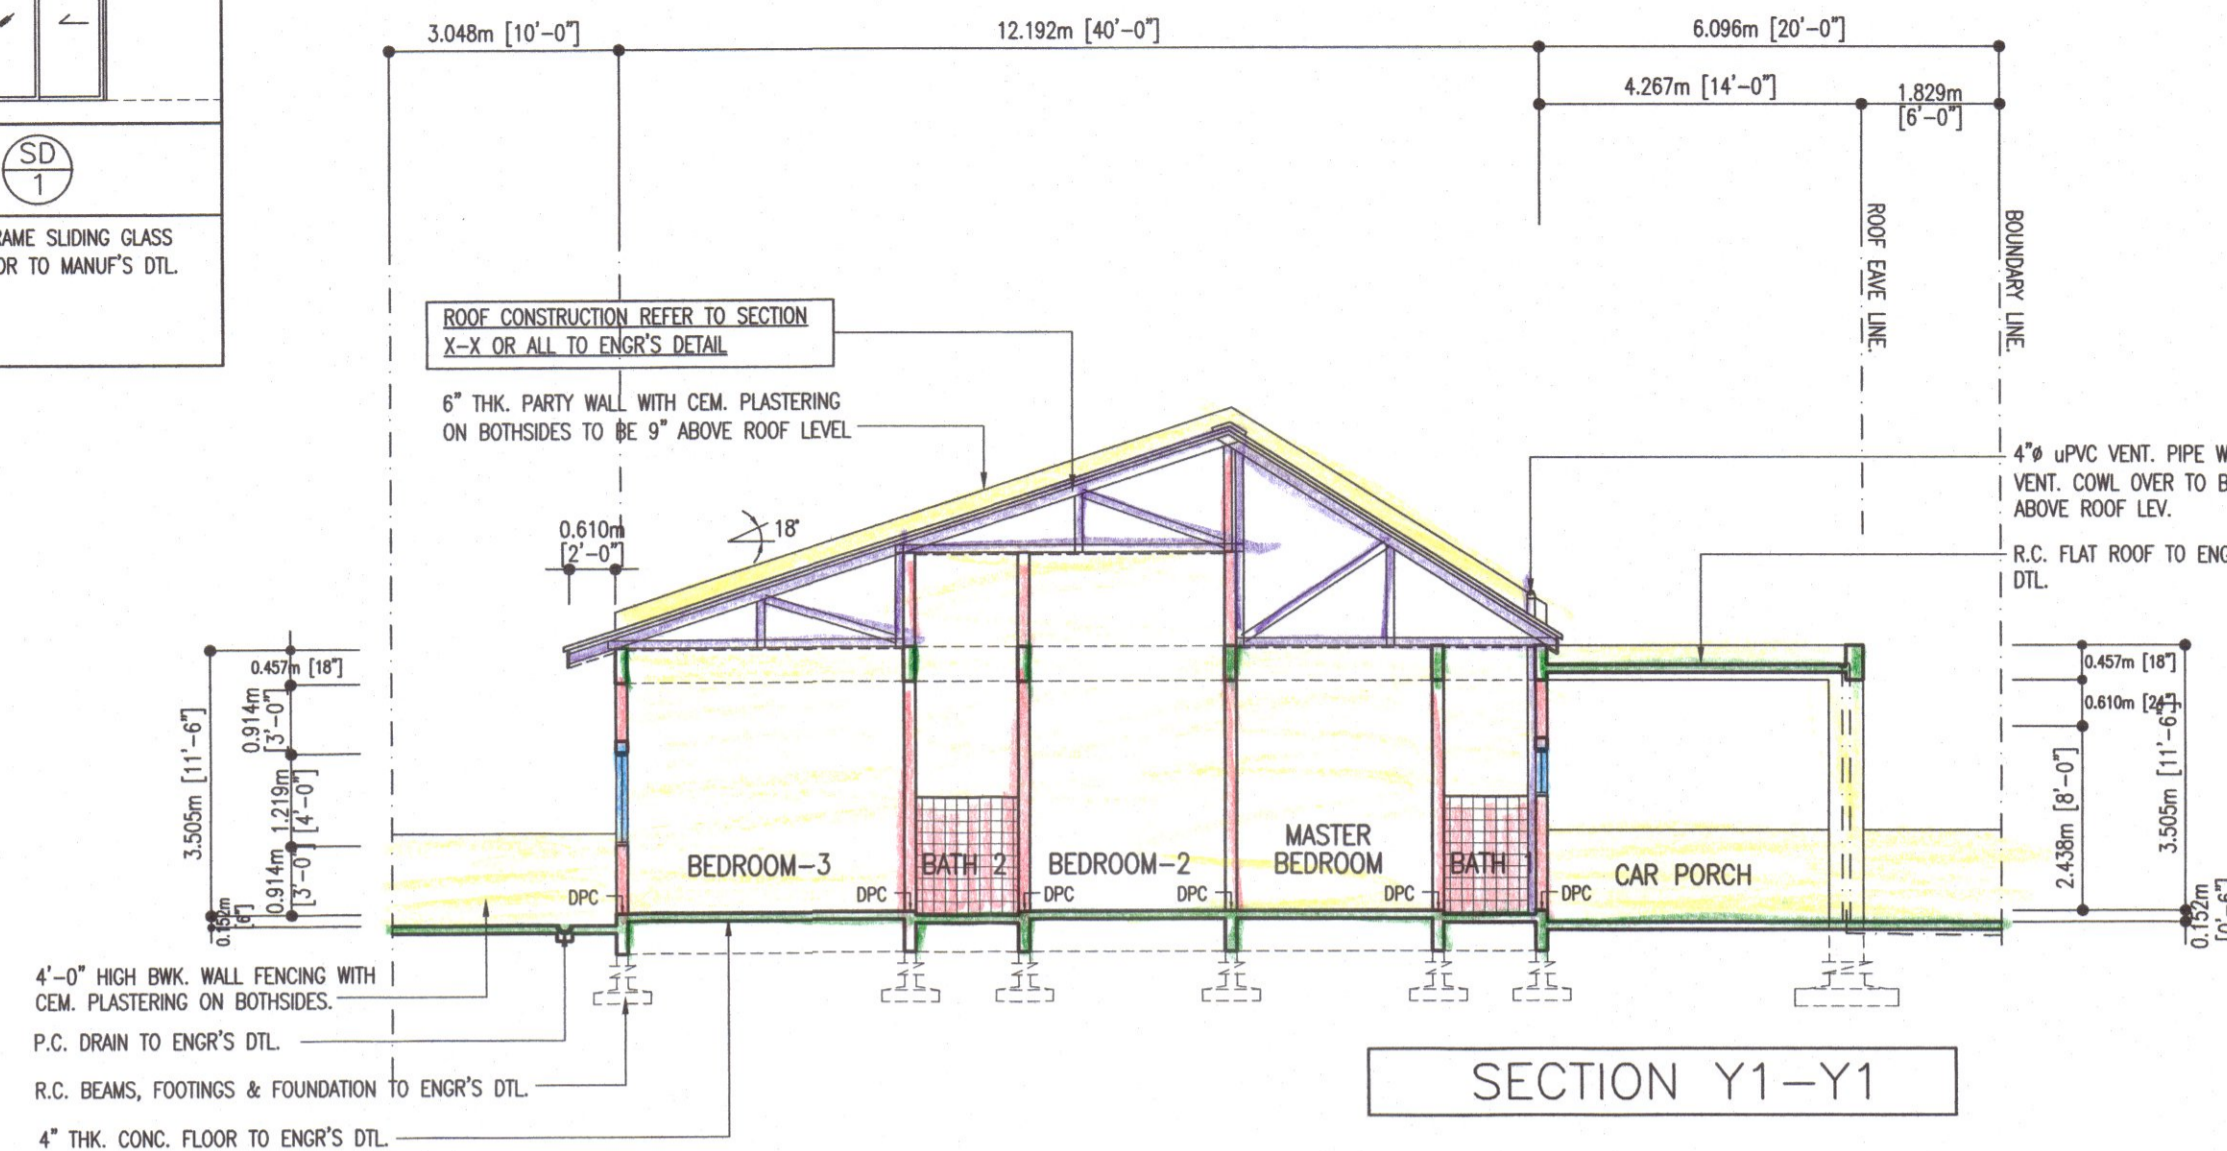 3.048m [10'-0"]
12.192m [40'-0"]
6.096m [20'-0"]
4.267m [14'-0"]
1.829m
[6'-0"]
SD
1
SLIDING GLASS
TO MANUF'S DTL.
ROOF EAVE LINE.
BOUNDARY LINE.
ROOF CONSTRUCTION REFER TO SECTION
X-X OR ALL TO ENGR'S DETAIL
6" THK. PARTY WALL WITH CEM. PLASTERING
ON BOTHSIDES TO BE 9" ABOVE ROOF LEVEL
4"ø uPVC VENT. PIPE
VENT. COWL OVER TO
ABOVE ROOF LEV.
R.C. FLAT ROOF TO
DTL.
0.610m
[2'-0"]
18°
0.457m [18"]
0.914m
[3'-0"]
1.219m
[4'-0"]
0.914m
[3'-0"]
3.505m [11'-6"]
0.152m
[6"]
0.457m [18"]
0.610m [24"]
2.438m [8'-0"]
3.505m [11'-6"]
0.152m
[0'-6"]
BEDROOM-3
BATH 2
BEDROOM-2
MASTER
BEDROOM
BATH 1
CAR PORCH
DPC
DPC
DPC
DPC
DPC
DPC
4'-0" HIGH BWK. WALL FENCING WITH
CEM. PLASTERING ON BOTHSIDES.
P.C. DRAIN TO ENGR'S DTL.
R.C. BEAMS, FOOTINGS & FOUNDATION TO ENGR'S DTL.
4" THK. CONC. FLOOR TO ENGR'S DTL.
SECTION Y1-Y1